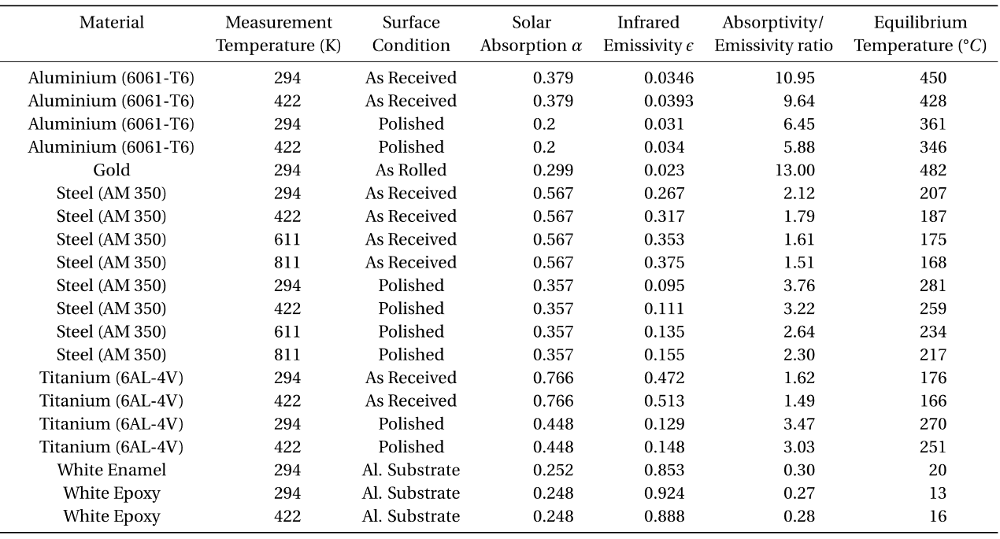 Material Measurement Surface Solar Infrared Absorptivity/ Equilibrium
Temperature (K) Condition Absorption α Emissivity ϵ Emissivity ratio Temperature (°C)
Aluminium (6061-T6) 294 As Received 0.379 0.0346 10.95 450
Aluminium (6061-T6) 422 As Received 0.379 0.0393 9.64 428
Aluminium (6061-T6) 294 Polished 0.2 0.031 6.45 361
Aluminium (6061-T6) 422 Polished 0.2 0.034 5.88 346
Gold 294 As Rolled 0.299 0.023 13.00 482
Steel (AM 350) 294 As Received 0.567 0.267 2.12 207
Steel (AM 350) 422 As Received 0.567 0.317 1.79 187
Steel (AM 350) 611 As Received 0.567 0.353 1.61 175
Steel (AM 350) 811 As Received 0.567 0.375 1.51 168
Steel (AM 350) 294 Polished 0.357 0.095 3.76 281
Steel (AM 350) 422 Polished 0.357 0.111 3.22 259
Steel (AM 350) 611 Polished 0.357 0.135 2.64 234
Steel (AM 350) 811 Polished 0.357 0.155 2.30 217
Titanium (6AL-4V) 294 As Received 0.766 0.472 1.62 176
Titanium (6AL-4V) 422 As Received 0.766 0.513 1.49 166
Titanium (6AL-4V) 294 Polished 0.448 0.129 3.47 270
Titanium (6AL-4V) 422 Polished 0.448 0.148 3.03 251
White Enamel 294 Al. Substrate 0.252 0.853 0.30 20
White Epoxy 294 Al. Substrate 0.248 0.924 0.27 13
White Epoxy 422 Al. Substrate 0.248 0.888 0.28 16